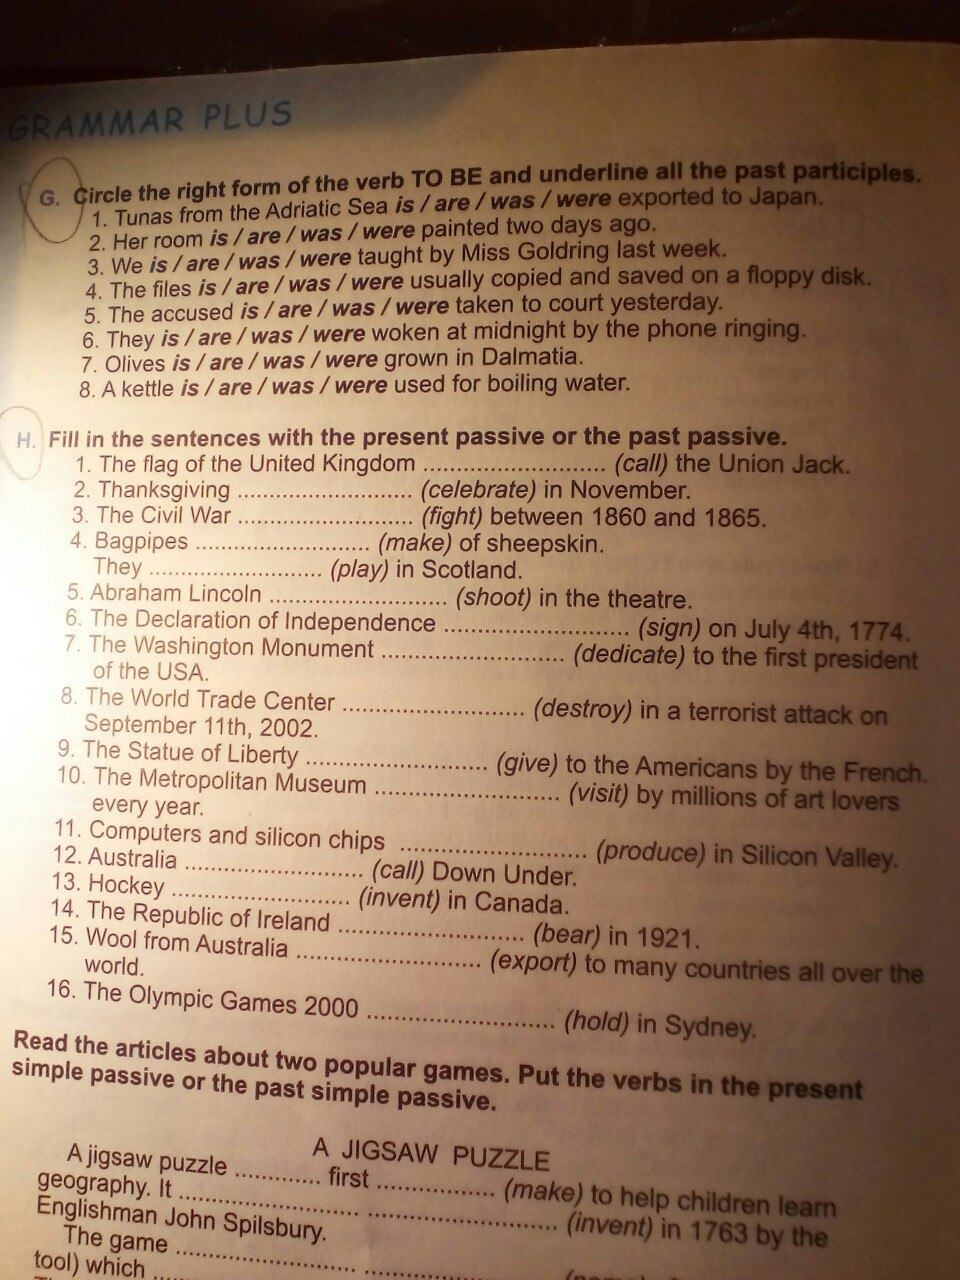 GRAMMAR PLUS
G. Circle the right form of the verb TO BE and underline all the past participles.
1. Tunas from the Adriatic Sea is / are / was / were exported to Japan.
2. Her room is / are / was / were painted two days ago.
3. We is / are / was / were taught by Miss Goldring last week.
4. The files is / are / was / were usually copied and saved on a floppy disk.
5. The accused is / are / was / were taken to court yesterday.
6. They is / are / was / were woken at midnight by the phone ringing.
7. Olives is / are / was / were grown in Dalmatia.
8. A kettle is / are / was / were used for boiling water.
H. Fill in the sentences with the present passive or the past passive.
1. The flag of the United Kingdom ............................ (call) the Union Jack.
2. Thanksgiving ........................... (celebrate) in November.
3. The Civil War ........................... (fight) between 1860 and 1865.
4. Bagpipes ........................... (make) of sheepskin.
They ........................... (play) in Scotland.
5. Abraham Lincoln ........................... (shoot) in the theatre.
6. The Declaration of Independence ............................ (sign) on July 4th, 1774.
7. The Washington Monument ............................ (dedicate) to the first president
of the USA.
8. The World Trade Center ............................ (destroy) in a terrorist attack on
September 11th, 2002.
9. The Statue of Liberty ............................ (give) to the Americans by the French.
10. The Metropolitan Museum ............................ (visit) by millions of art lovers
every year.
11. Computers and silicon chips ............................ (produce) in Silicon Valley.
12. Australia ........................... (call) Down Under.
13. Hockey ........................... (invent) in Canada.
14. The Republic of Ireland ............................ (bear) in 1921.
15. Wool from Australia ............................ (export) to many countries all over the
world.
16. The Olympic Games 2000 ............................ (hold) in Sydney.
Read the articles about two popular games. Put the verbs in the present
simple passive or the past simple passive.
A JIGSAW PUZZLE
A jigsaw puzzle ............. first .................. (make) to help children learn
geography. It ............................ ............................. (invent) in 1763 by the
Englishman John Spilsbury.
The game ............................ .............................
tool) which